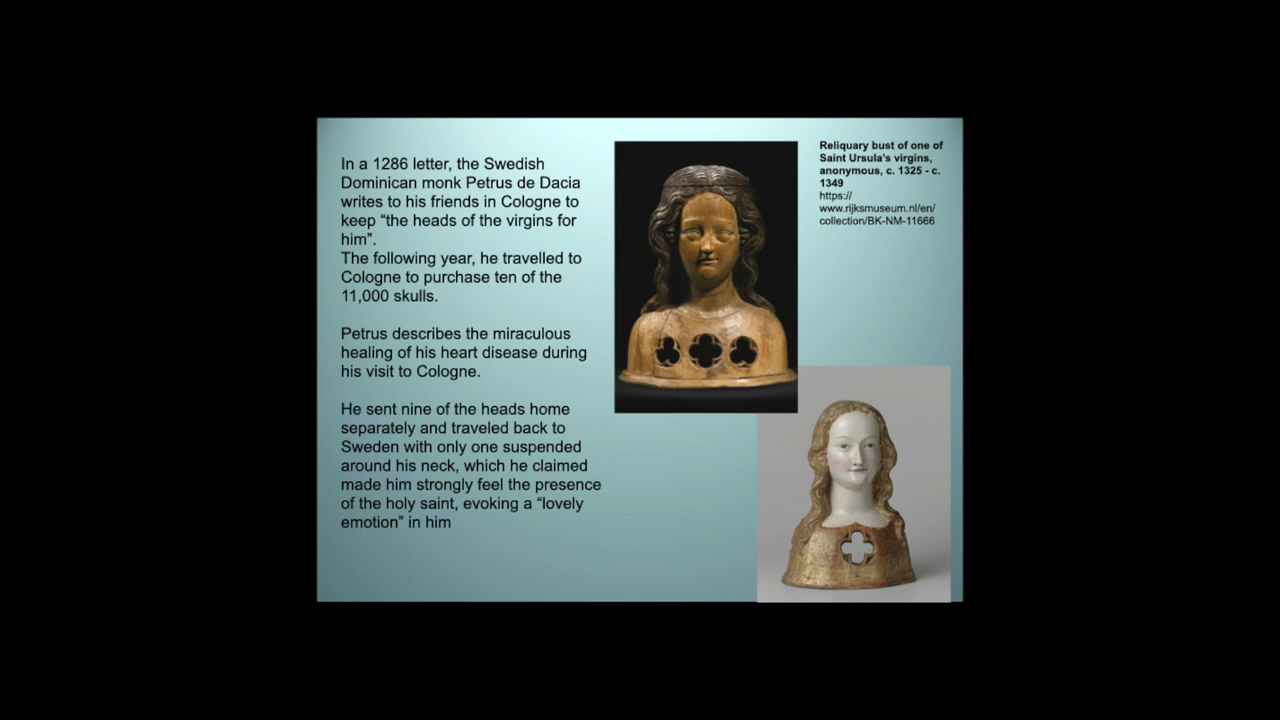 In a 1286 letter, the Swedish
Dominican monk Petrus de Dacia
writes to his friends in Cologne to
keep “the heads of the virgins for
him”.
The following year, he travelled to
Cologne to purchase ten of the
11,000 skulls.
Petrus describes the miraculous
healing of his heart disease during
his visit to Cologne.
He sent nine of the heads home
separately and traveled back to
Sweden with only one suspended
around his neck, which he claimed
made him strongly feel the presence
of the holy saint, evoking a “lovely
emotion” in him
Reliquary bust of one of
Saint Ursula's virgins,
anonymous, c. 1325 - c.
1349
https://
www.rijksmuseum.nl/en/
collection/BK-NM-11666